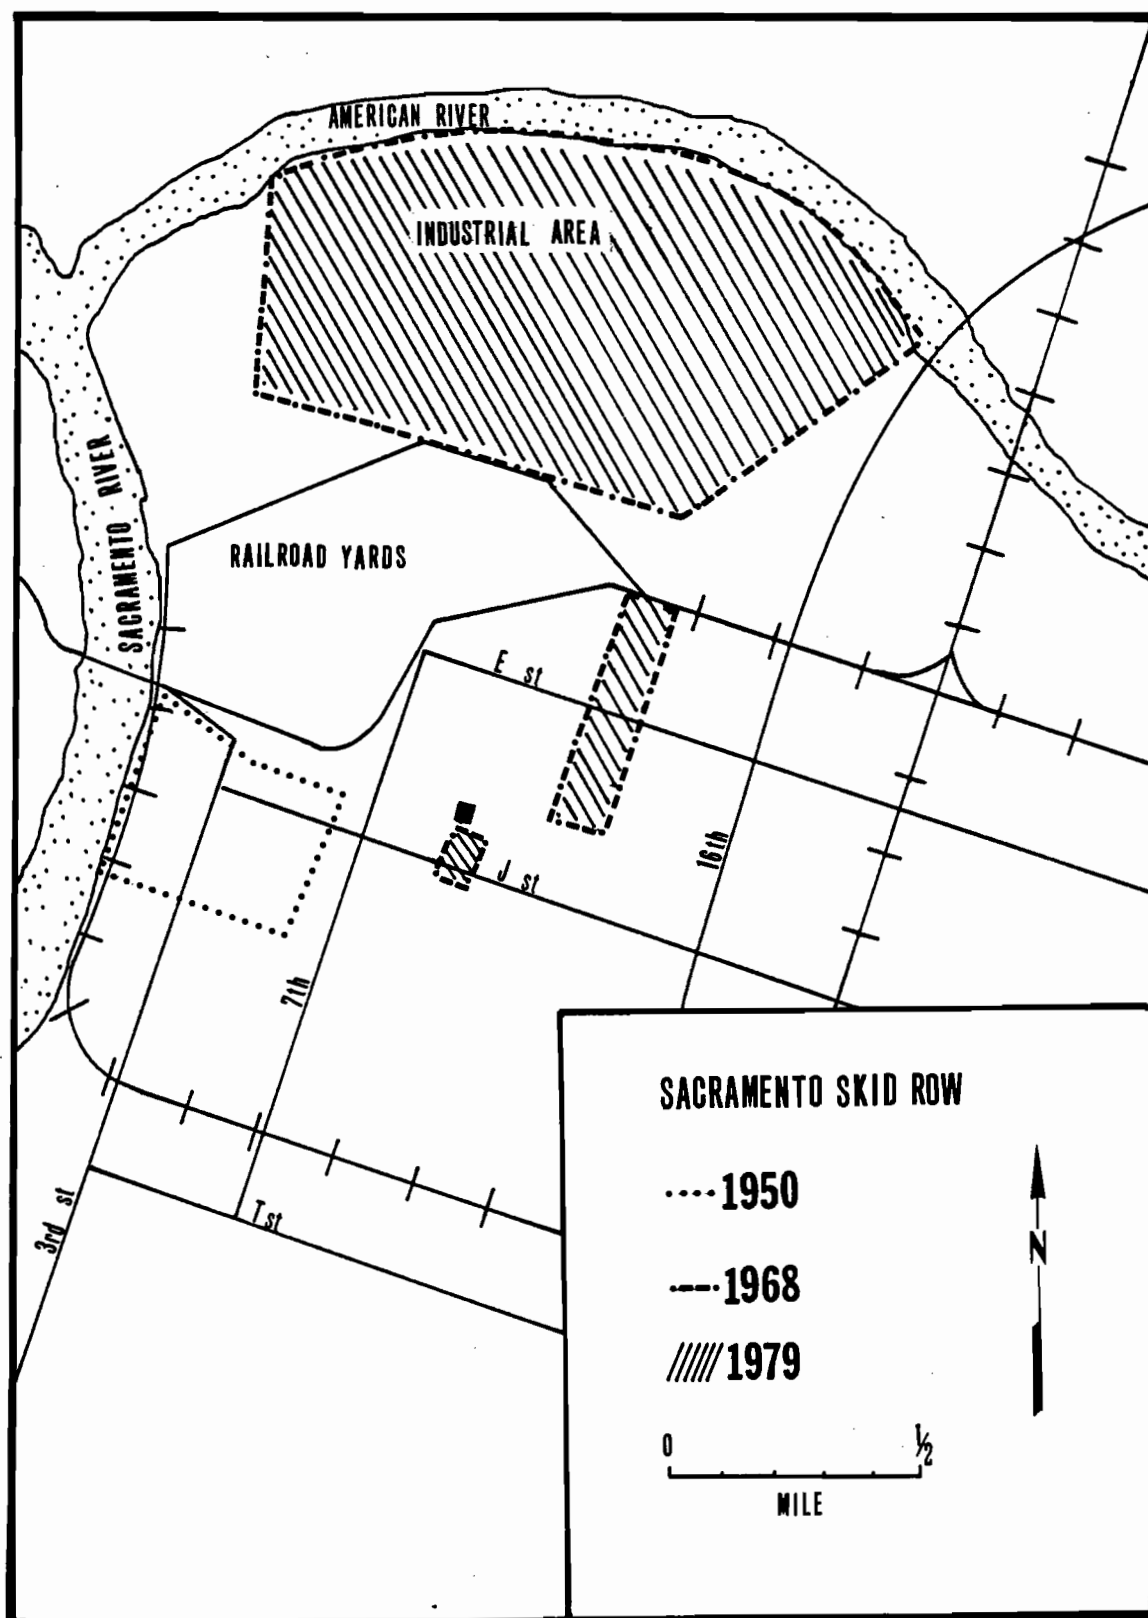 AMERICAN RIVER
INDUSTRIAL AREA
SACRAMENTO RIVER
RAILROAD YARDS
E st
J st
16th
7th
3rd st
T st
SACRAMENTO SKID ROW
1950
1968
1979
N
0 ½
MILE